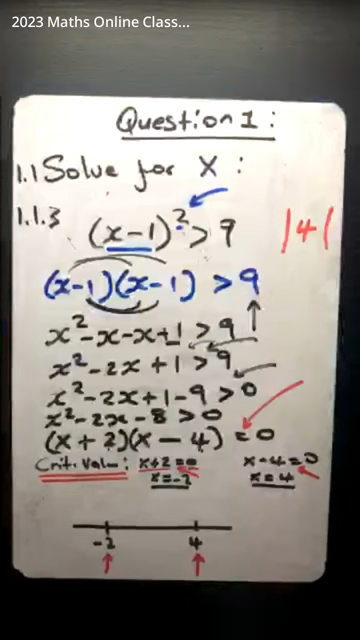 2023 Maths Online Class...
Question 1:
1.1 Solve for x:
1.1.3 (x-1)² > 9 |4|
(x-1)(x-1) > 9
x²-x-x+1 > 9
x²-2x+1 > 9
x²-2x+1-9 > 0
x²-2x-8 > 0
(x+2)(x-4) = 0
Crit. Val: x+2=0 x-4=0
x=-2 x=4
-2 4